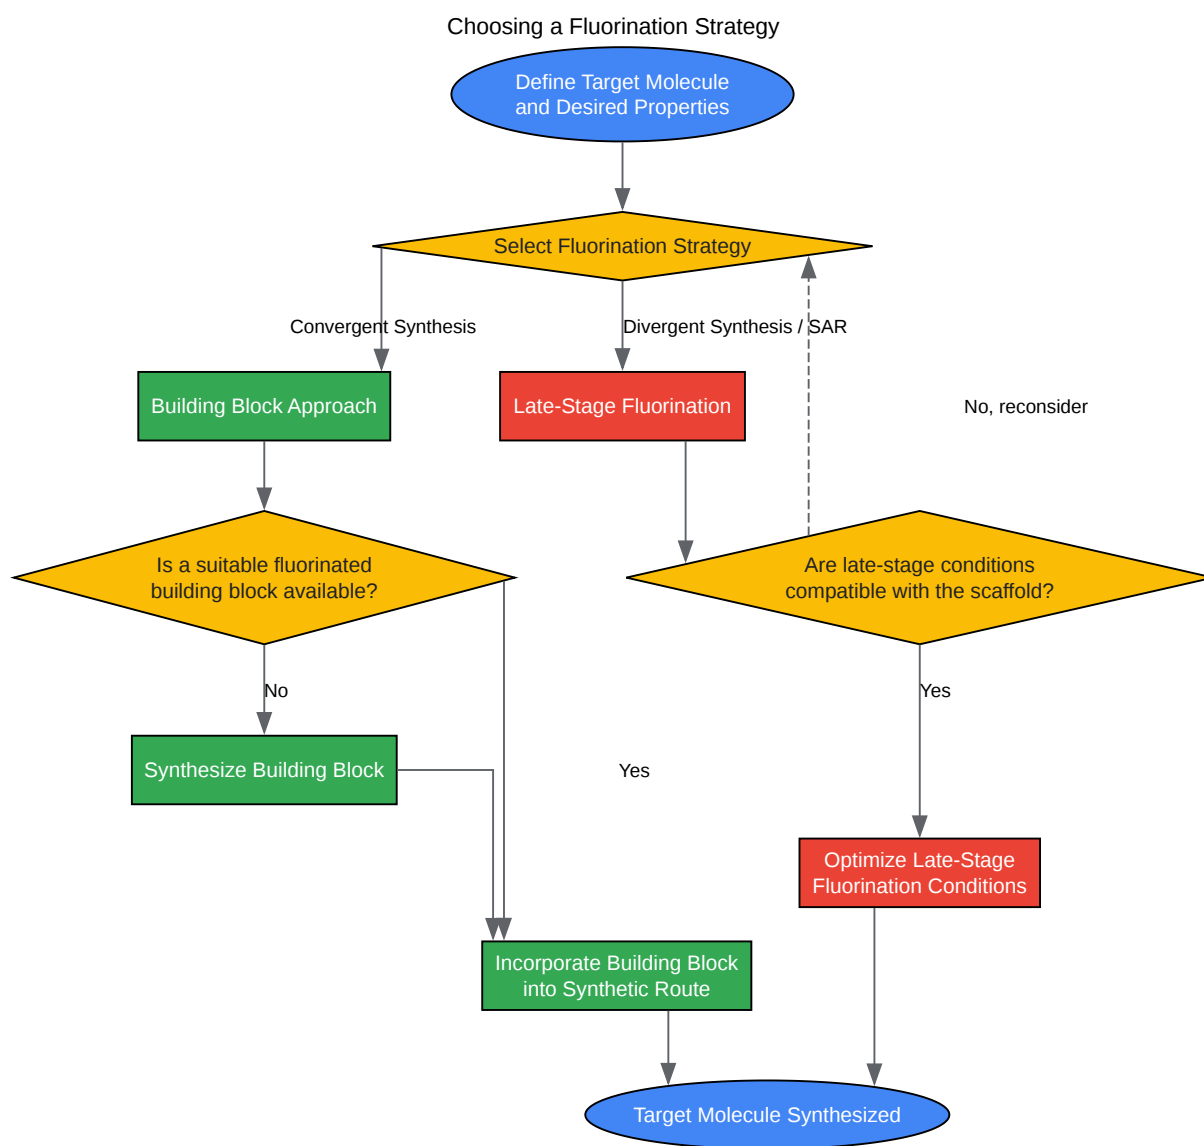 Choosing a Fluorination Strategy
Define Target Molecule
and Desired Properties
Select Fluorination Strategy
Convergent Synthesis
Divergent Synthesis / SAR
Building Block Approach
Late-Stage Fluorination
No, reconsider
Is a suitable fluorinated
building block available?
Are late-stage conditions
compatible with the scaffold?
No
Yes
Synthesize Building Block
Yes
Optimize Late-Stage
Fluorination Conditions
Incorporate Building Block
into Synthetic Route
Target Molecule Synthesized